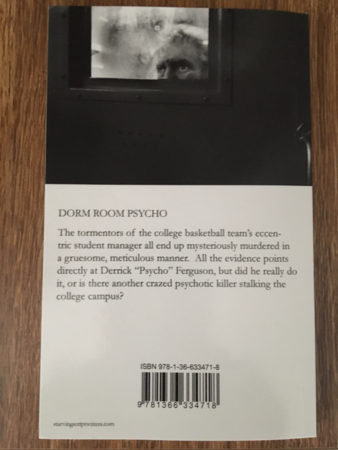 DORM ROOM PSYCHO
The tormentors of the college basketball team's eccen-
tric student manager all end up mysteriously murdered in
a gruesome, meticulous manner. All the evidence points
directly at Derrick "Psycho" Ferguson, but did he really do
it, or is there another crazed psychotic killer stalking the
college campus?
ISBN 978-1-36-633471-8
9 781366 334718